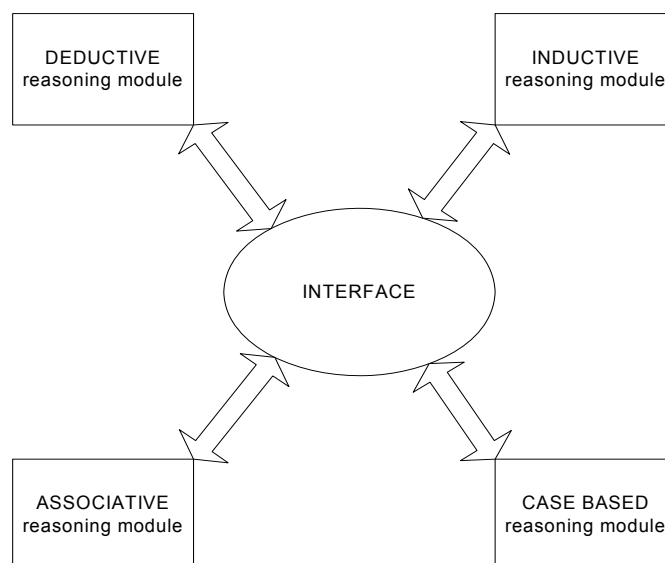 DEDUCTIVE
reasoning module
INDUCTIVE
reasoning module
INTERFACE
ASSOCIATIVE
reasoning module
CASE BASED
reasoning module